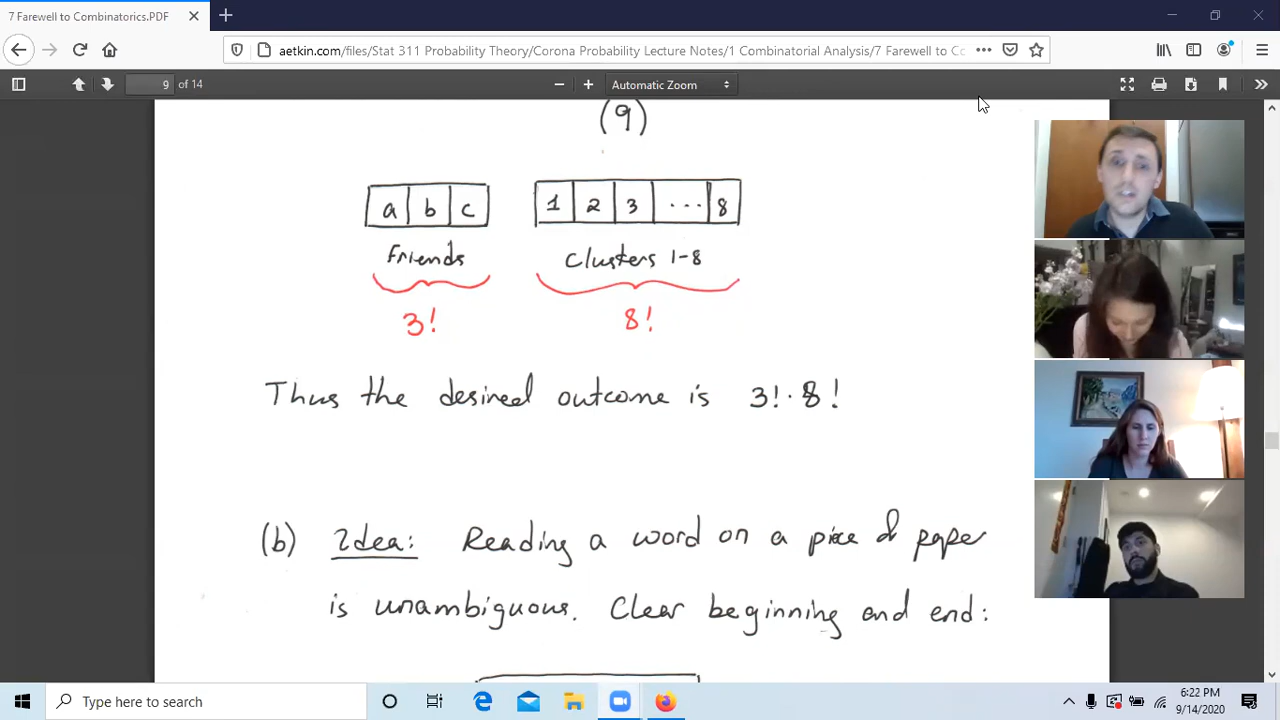 7 Farewell to Combinatorics.PDF
aetkin.com/files/Stat 311 Probability Theory/Corona Probability Lecture Notes/1 Combinatorial Analysis/7 Farewell to Co
9 of 14
Automatic Zoom
(9)
a b c 1 2 3 ... 8
Friends Clusters 1-8
3! 8!
Thus the desired outcome is 3! · 8!
(b) Idea: Reading a word on a piece of paper
is unambiguous. Clear beginning and end:
Type here to search
6:22 PM
9/14/2020